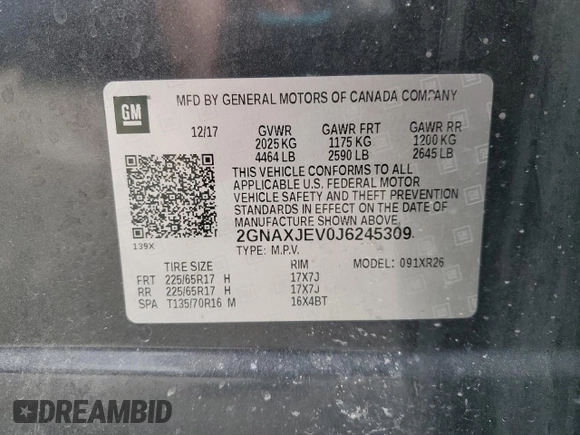 GM
MFD BY GENERAL MOTORS OF CANADA COMPANY
12/17 GVWR GAWR FRT GAWR RR
2025 KG 1175 KG 1200 KG
4464 LB 2590 LB 2645 LB
THIS VEHICLE CONFORMS TO ALL
APPLICABLE U.S. FEDERAL MOTOR
VEHICLE SAFETY AND THEFT PREVENTION
STANDARDS IN EFFECT ON THE DATE OF
MANUFACTURE SHOWN ABOVE.
139X
2GNAXJEV0J6245309
TYPE: M.P.V.
TIRE SIZE RIM MODEL: 091XR26
FRT 225/65R17 H 17X7J
RR 225/65R17 H 17X7J
SPA T135/70R16 M 16X4BT
DREAMBID